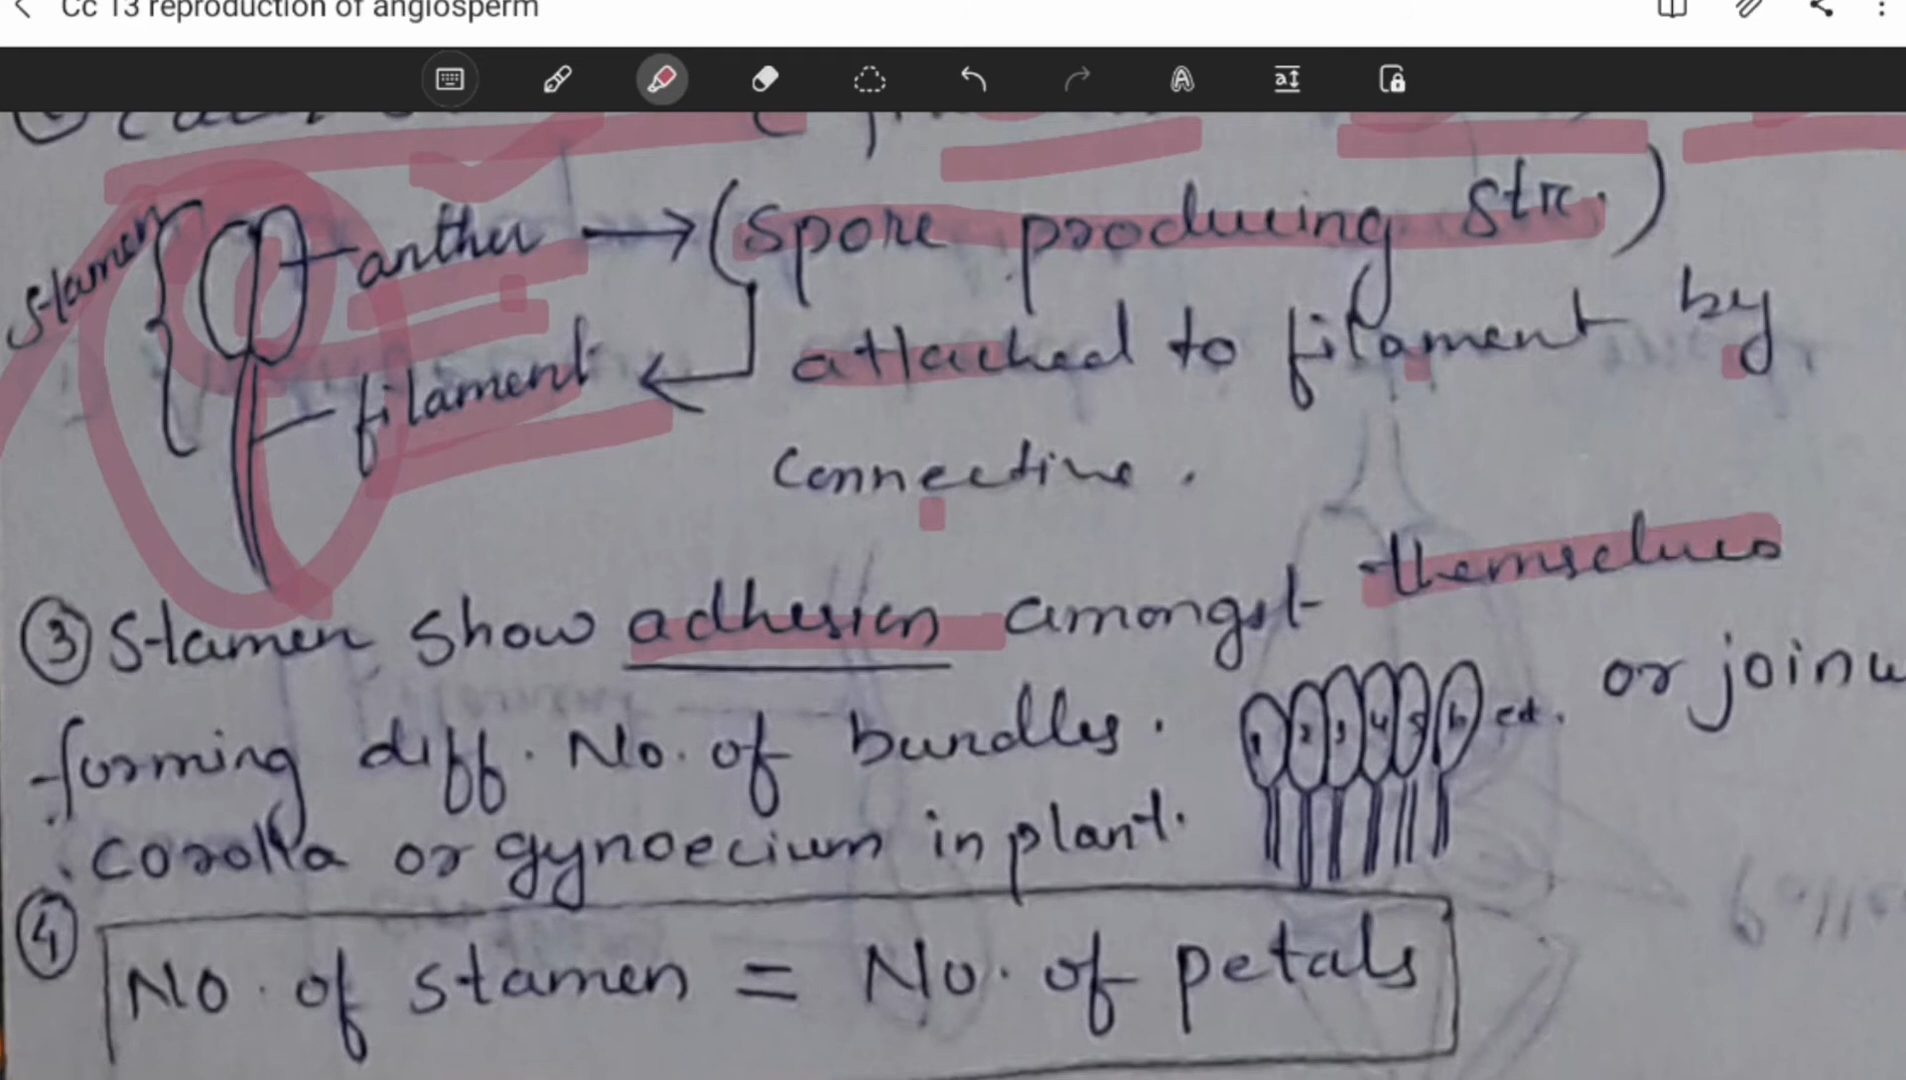 Cc 13 reproduction of angiosperm
stamen
anther → (spore producing str.)
filament ← attached to filament by
connective.
③ Stamen show adhesion amongst themselves
or joinu
forming diff. No. of bundles.
1 2 3 4 5 6 et.
corolla or gynoecium in plant.
④ No. of stamen = No. of petals